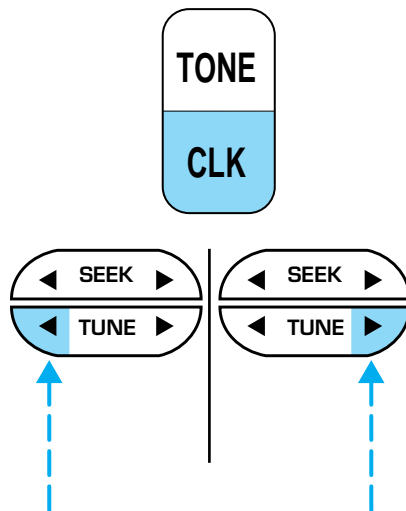 TONE
CLK
◀ SEEK ▶
◀ TUNE ▶
◀ SEEK ▶
◀ TUNE ▶